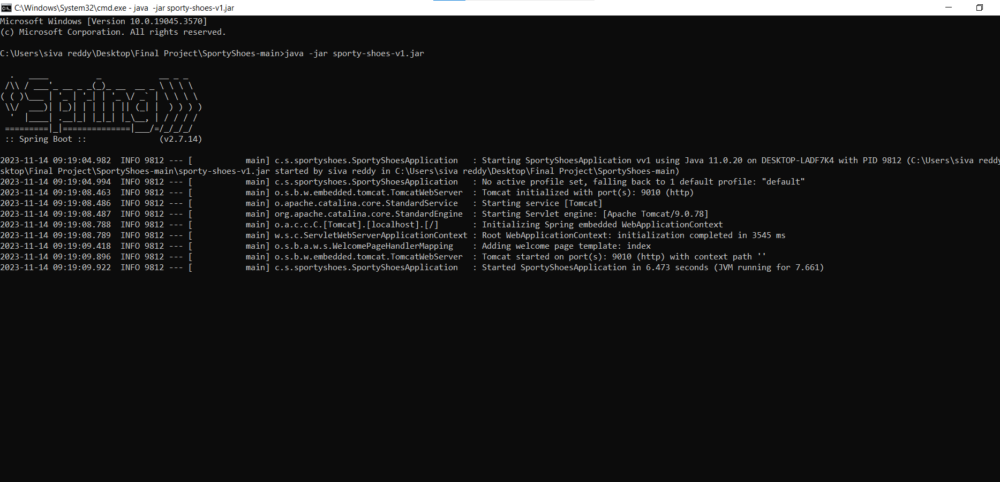 C:\Windows\System32\cmd.exe - java  -jar sporty-shoes-v1.jar
Microsoft Windows [Version 10.0.19045.3570]
(c) Microsoft Corporation. All rights reserved.
C:\Users\siva reddy\Desktop\Final Project\SportyShoes-main>java -jar sporty-shoes-v1.jar
  .   ____          _            __ _ _
 /\\ / ___'_ __ _ _(_)_ __  __ _ \ \ \ \
( ( )\___ | '_ | '_| | '_ \/ _` | \ \ \ \
 \\/  ___)| |_)| | | | | || (_| |  ) ) ) )
  '  |____| .__|_| |_|_| |_\__, | / / / /
 =========|_|==============|___/=/_/_/_/
 :: Spring Boot ::               (v2.7.14)
2023-11-14 09:19:04.982  INFO 9812 --- [           main] c.s.sportyshoes.SportyShoesApplication   : Starting SportyShoesApplication vv1 using Java 11.0.20 on DESKTOP-LADF7K4 with PID 9812 (C:\Users\siva reddy
sktop\Final Project\SportyShoes-main\sporty-shoes-v1.jar started by siva reddy in C:\Users\siva reddy\Desktop\Final Project\SportyShoes-main)
2023-11-14 09:19:04.994  INFO 9812 --- [           main] c.s.sportyshoes.SportyShoesApplication   : No active profile set, falling back to 1 default profile: "default"
2023-11-14 09:19:08.463  INFO 9812 --- [           main] o.s.b.w.embedded.tomcat.TomcatWebServer  : Tomcat initialized with port(s): 9010 (http)
2023-11-14 09:19:08.486  INFO 9812 --- [           main] o.apache.catalina.core.StandardService   : Starting service [Tomcat]
2023-11-14 09:19:08.487  INFO 9812 --- [           main] org.apache.catalina.core.StandardEngine  : Starting Servlet engine: [Apache Tomcat/9.0.78]
2023-11-14 09:19:08.788  INFO 9812 --- [           main] o.a.c.c.C.[Tomcat].[localhost].[/]       : Initializing Spring embedded WebApplicationContext
2023-11-14 09:19:08.789  INFO 9812 --- [           main] w.s.c.ServletWebServerApplicationContext : Root WebApplicationContext: initialization completed in 3545 ms
2023-11-14 09:19:09.418  INFO 9812 --- [           main] o.s.b.a.w.s.WelcomePageHandlerMapping    : Adding welcome page template: index
2023-11-14 09:19:09.896  INFO 9812 --- [           main] o.s.b.w.embedded.tomcat.TomcatWebServer  : Tomcat started on port(s): 9010 (http) with context path ''
2023-11-14 09:19:09.922  INFO 9812 --- [           main] c.s.sportyshoes.SportyShoesApplication   : Started SportyShoesApplication in 6.473 seconds (JVM running for 7.661)